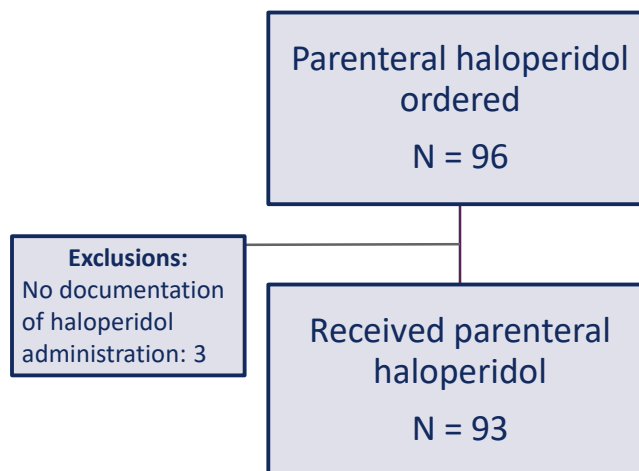 Parenteral haloperidol
ordered
N = 96
Exclusions:
No documentation
of haloperidol
administration: 3
Received parenteral
haloperidol
N = 93